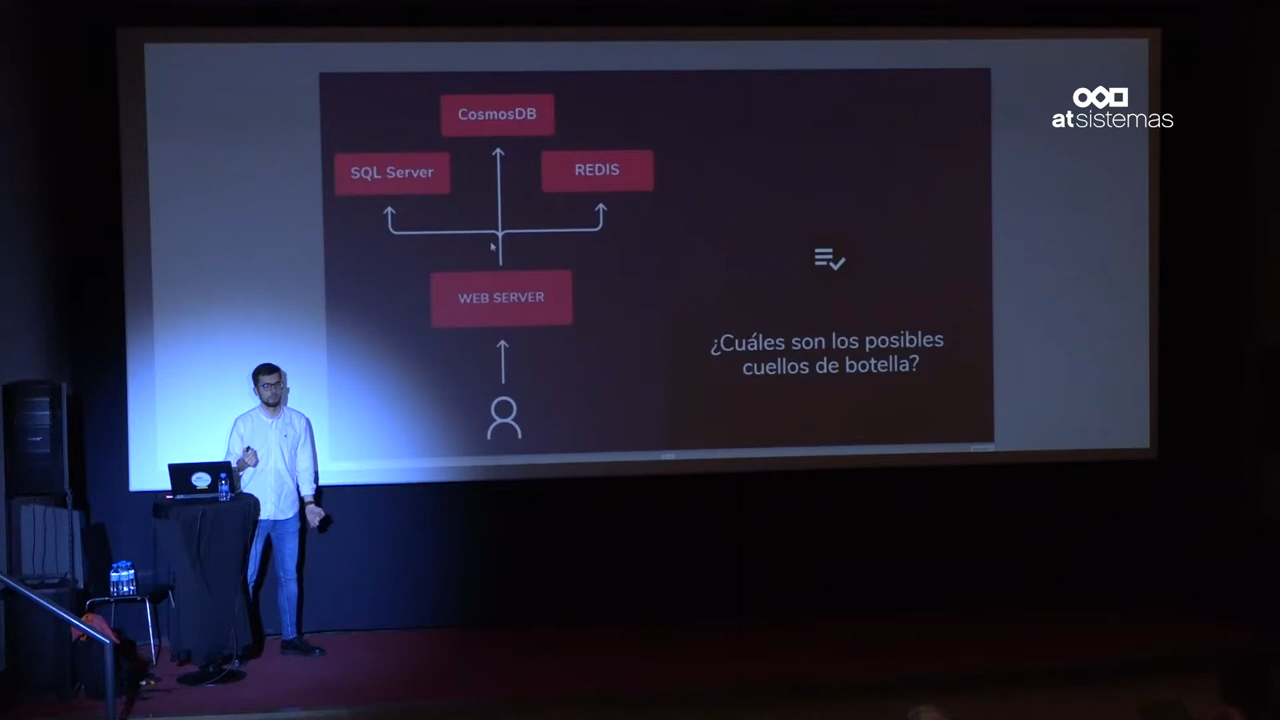 CosmosDB
SQL Server
REDIS
WEB SERVER
¿Cuáles son los posibles
cuellos de botella?
atsistemas